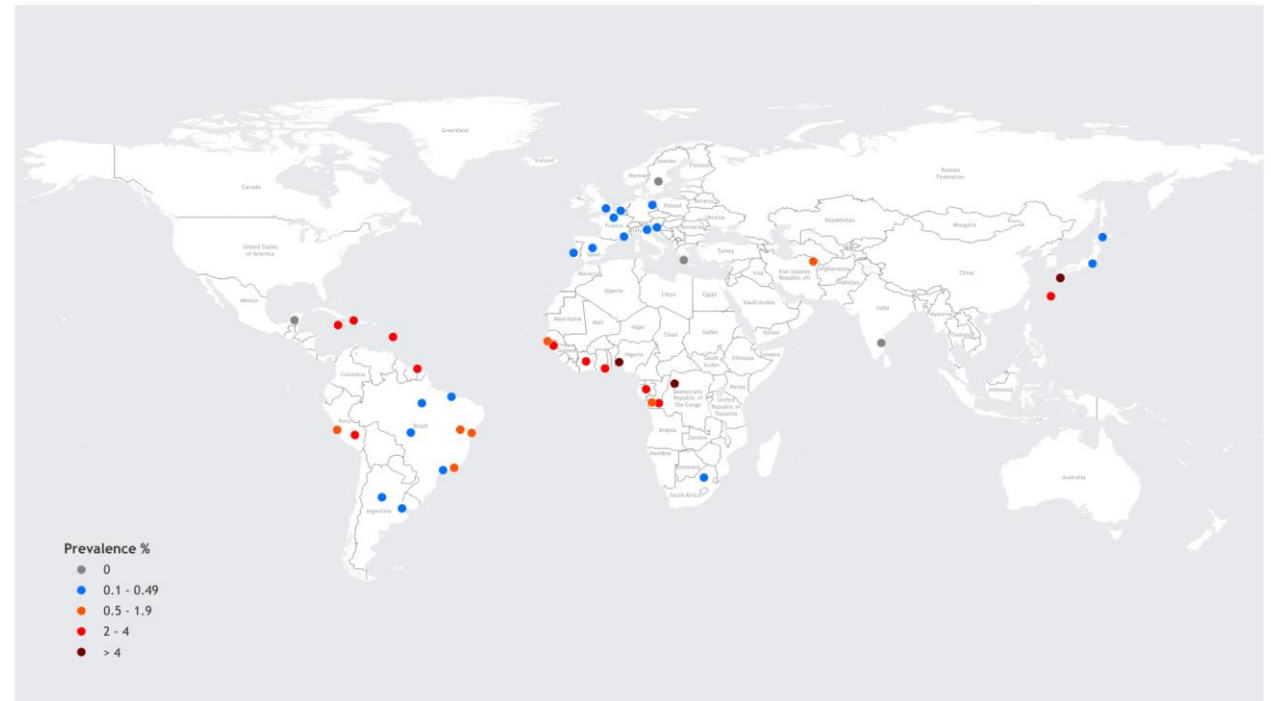 Greenland
Iceland
Sweden
Finland
Norway
Russian
Federation
Canada
Poland
Belarus
Ukraine
France
Romania
Kazakhstan
Mongolia
United States
of America
Spain
Turkey
China
Morocco
Iraq
Iran (Islamic
Republic of)
Afghanistan
Pakistan
Algeria
Libya
Egypt
Saudi Arabia
Mexico
India
Mauritania
Mali
Niger
Chad
Sudan
Yemen
Myanmar
Thailand
Guinea
Nigeria
South
Sudan
Ethiopia
Somalia
Colombia
Kenya
Democratic
Republic of
the Congo
Indonesia
United
Republic of
Tanzania
Peru
Brazil
Angola
Zambia
Namibia
Botswana
Australia
South Africa
Argentina
Prevalence %
0
0.1 - 0.49
0.5 - 1.9
2 - 4
> 4